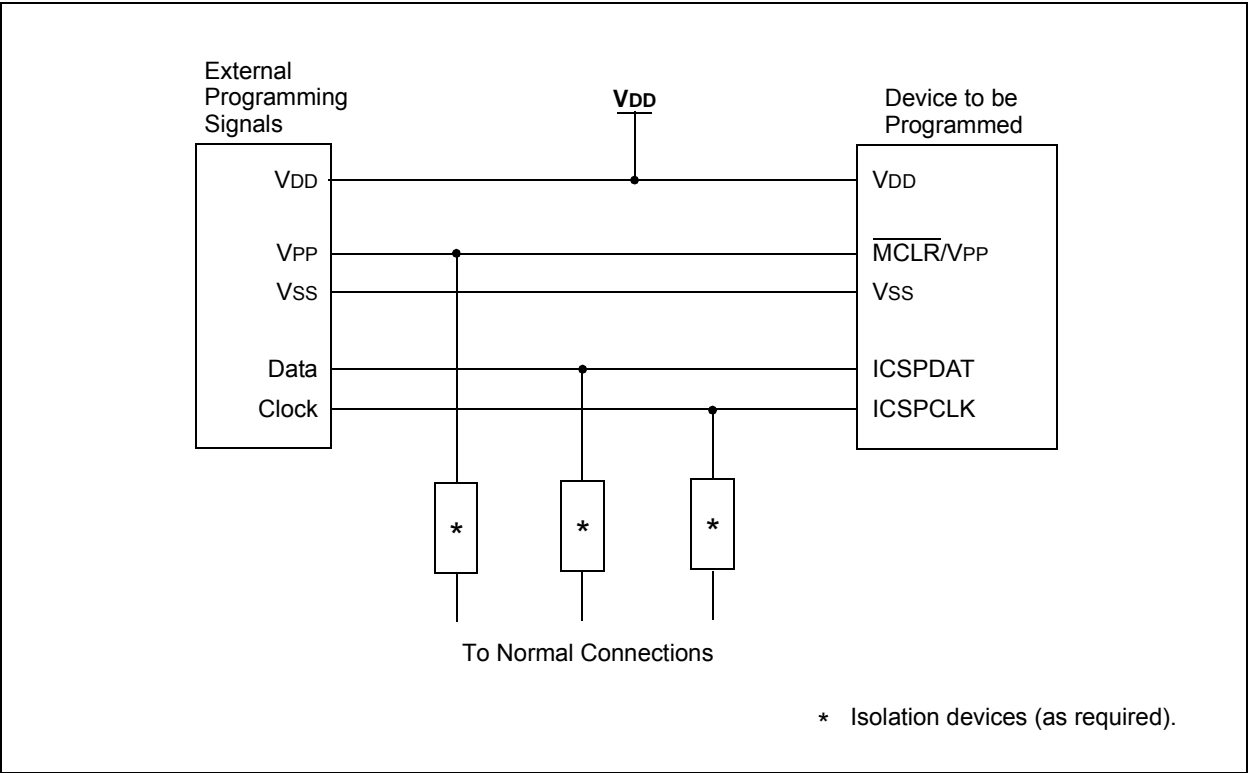 External
Programming
Signals
VDD
Device to be
Programmed
VDD
VPP
VSS
Data
Clock
VDD
MCLR/VPP
VSS
ICSPDAT
ICSPCLK
*
*
*
To Normal Connections
* Isolation devices (as required).